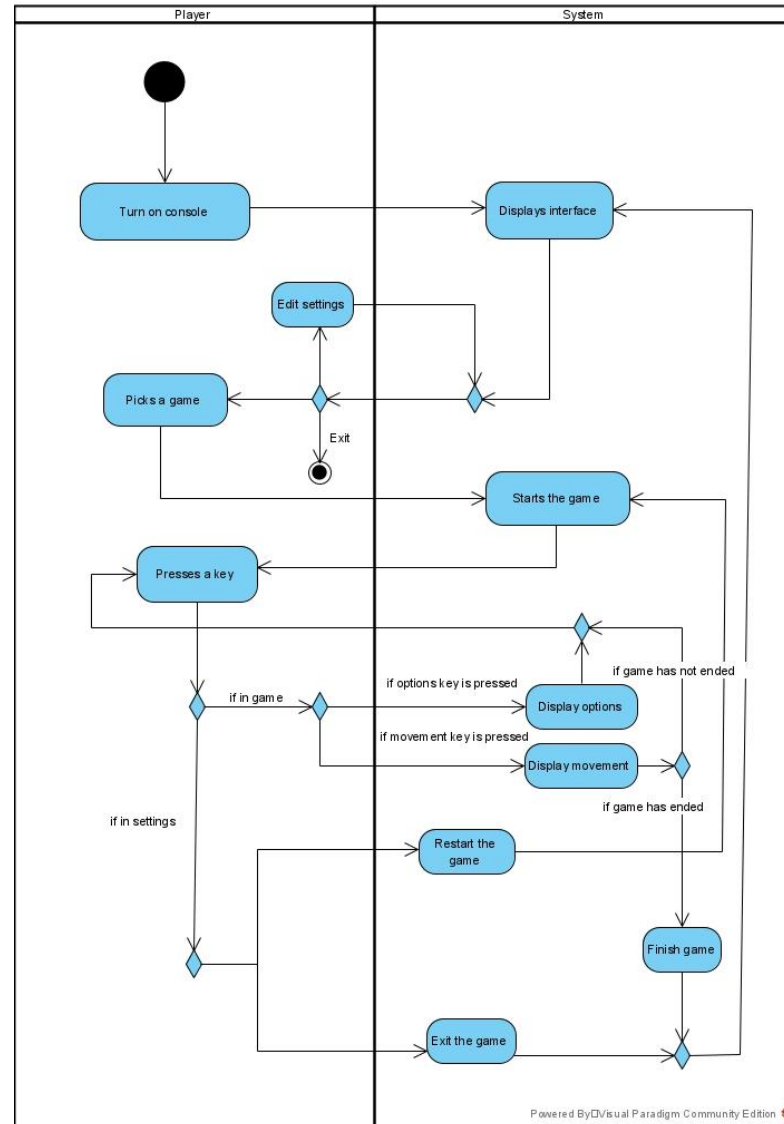 Player
System
Turn on console
Displays interface
Edit settings
Picks a game
Exit
Starts the game
Presses a key
if in game
if options key is pressed
if game has not ended
Display options
if movement key is pressed
Display movement
if game has ended
if in settings
Restart the
game
Finish game
Exit the game
Powered By□Visual Paradigm Community Edition